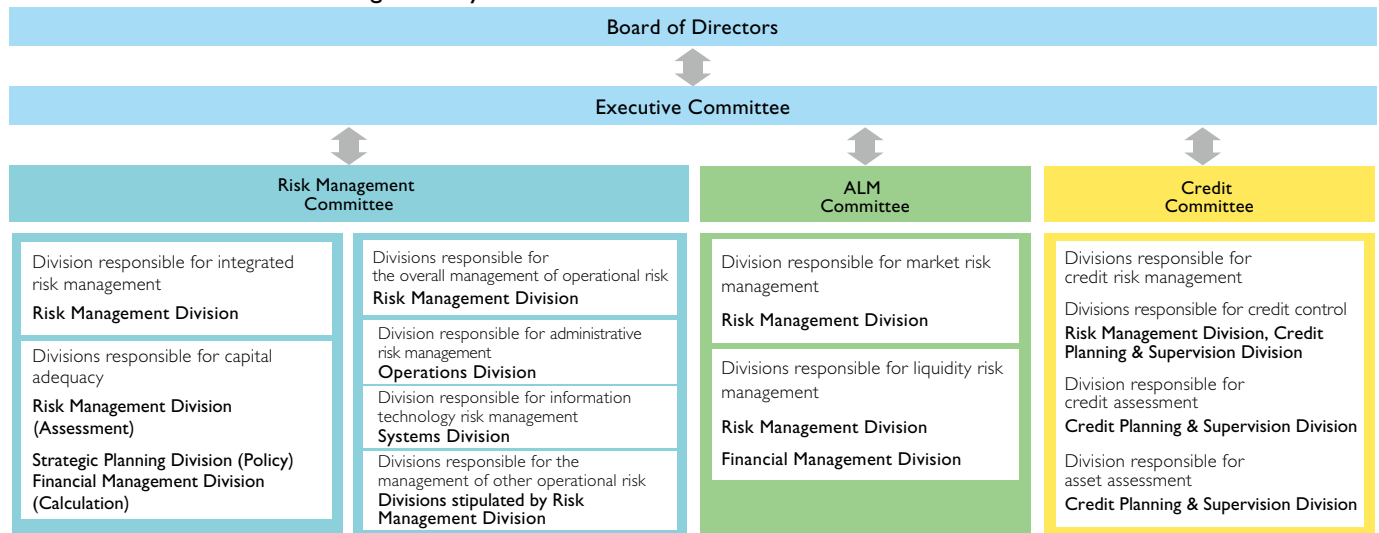 Board of Directors
Executive Committee
Risk Management
Committee
ALM
Committee
Credit
Committee
Division responsible for integrated
risk management
Risk Management Division
Divisions responsible for capital
adequacy
Risk Management Division
(Assessment)
Strategic Planning Division (Policy)
Financial Management Division
(Calculation)
Divisions responsible for
the overall management of operational risk
Risk Management Division
Division responsible for administrative
risk management
Operations Division
Division responsible for information
technology risk management
Systems Division
Divisions responsible for the
management of other operational risk
Divisions stipulated by Risk
Management Division
Division responsible for market risk
management
Risk Management Division
Divisions responsible for liquidity risk
management
Risk Management Division
Financial Management Division
Divisions responsible for
credit risk management
Divisions responsible for credit control
Risk Management Division, Credit
Planning & Supervision Division
Division responsible for
credit assessment
Credit Planning & Supervision Division
Division responsible for
asset assessment
Credit Planning & Supervision Division